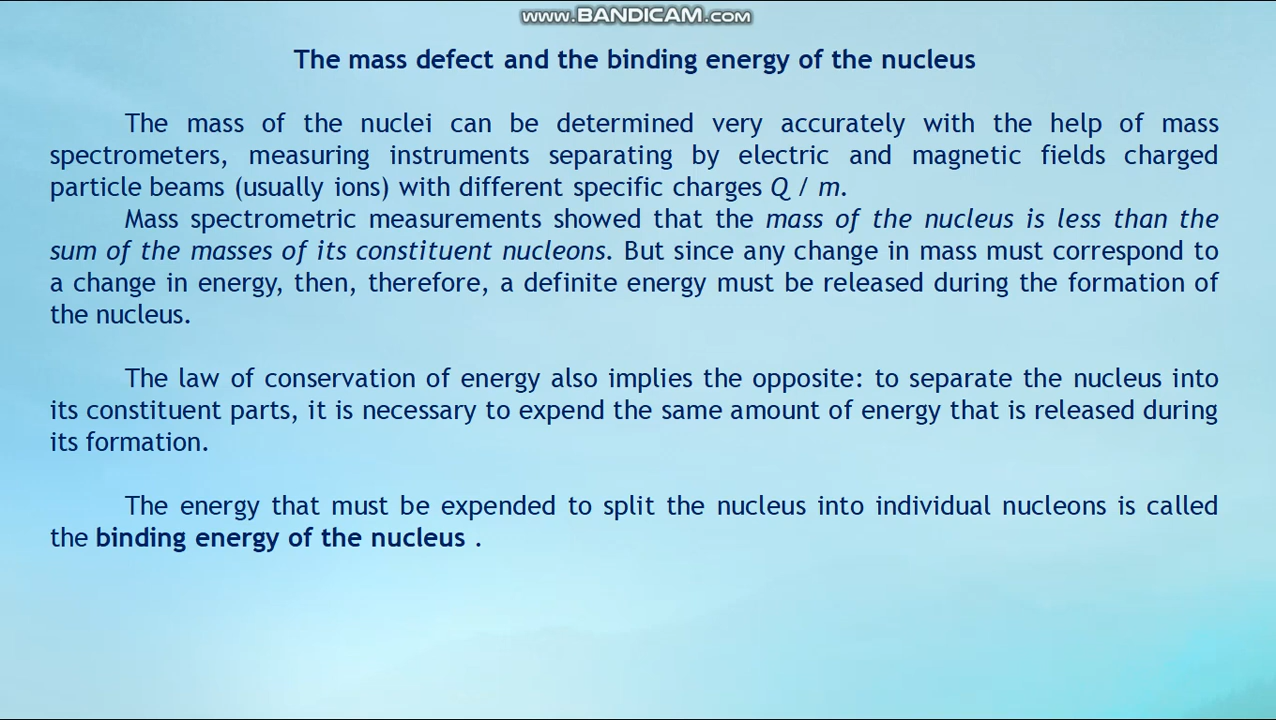 www.BANDICAM.com
The mass defect and the binding energy of the nucleus
The mass of the nuclei can be determined very accurately with the help of mass
spectrometers, measuring instruments separating by electric and magnetic fields charged
particle beams (usually ions) with different specific charges Q / m.
Mass spectrometric measurements showed that the mass of the nucleus is less than the
sum of the masses of its constituent nucleons. But since any change in mass must correspond to
a change in energy, then, therefore, a definite energy must be released during the formation of
the nucleus.
The law of conservation of energy also implies the opposite: to separate the nucleus into
its constituent parts, it is necessary to expend the same amount of energy that is released during
its formation.
The energy that must be expended to split the nucleus into individual nucleons is called
the binding energy of the nucleus .